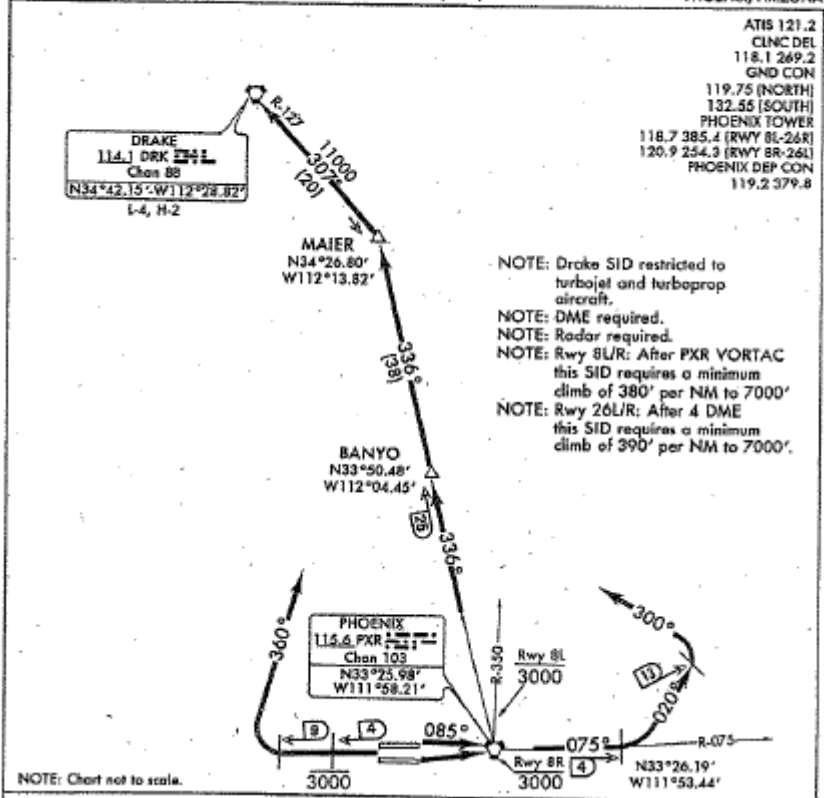 ATIS 121.2
CLNC DEL
118.1 269.2
GND CON
119.75 (NORTH)
132.55 (SOUTH)
PHOENIX TOWER
118.7 385.4 (RWY 8L-26R)
120.9 254.3 (RWY 8R-26L)
PHOENIX DEP CON
119.2 379.8
R-127
DRAKE
114.1 DRK
Chan 88
N34°42.15'-W112°28.82'
L-4, H-2
11000
307°
(20)
MAIER
N34°26.80'
W112°13.82'
NOTE: Drake SID restricted to
turbojet and turboprop
aircraft.
NOTE: DME required.
NOTE: Radar required.
NOTE: Rwy 8L/R: After PXR VORTAC
this SID requires a minimum
climb of 380' per NM to 7000'
NOTE: Rwy 26L/R: After 4 DME
this SID requires a minimum
climb of 390' per NM to 7000'.
336°
(38)
BANYO
N33°50.48'
W112°04.45'
26
336°
360°
PHOENIX
115.6 PXR
Chan 103
N33°25.98'
W111°58.21'
R-350
Rwy 8L
3000
300°
13
020°
9
4
085°
075°
R-075
Rwy 8R
4
3000
3000
N33°26.19'
W111°53.44'
NOTE: Chart not to scale.